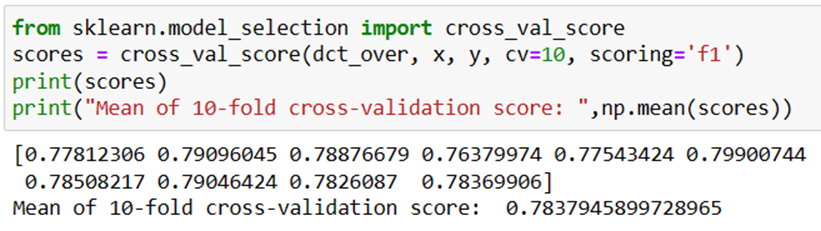 from sklearn.model_selection import cross_val_score
scores = cross_val_score(dct_over, x, y, cv=10, scoring='f1')
print(scores)
print("Mean of 10-fold cross-validation score: ",np.mean(scores))
[0.77812306 0.79096045 0.78876679 0.76379974 0.77543424 0.79900744
 0.78508217 0.79046424 0.7826087  0.78369906]
Mean of 10-fold cross-validation score:  0.7837945899728965